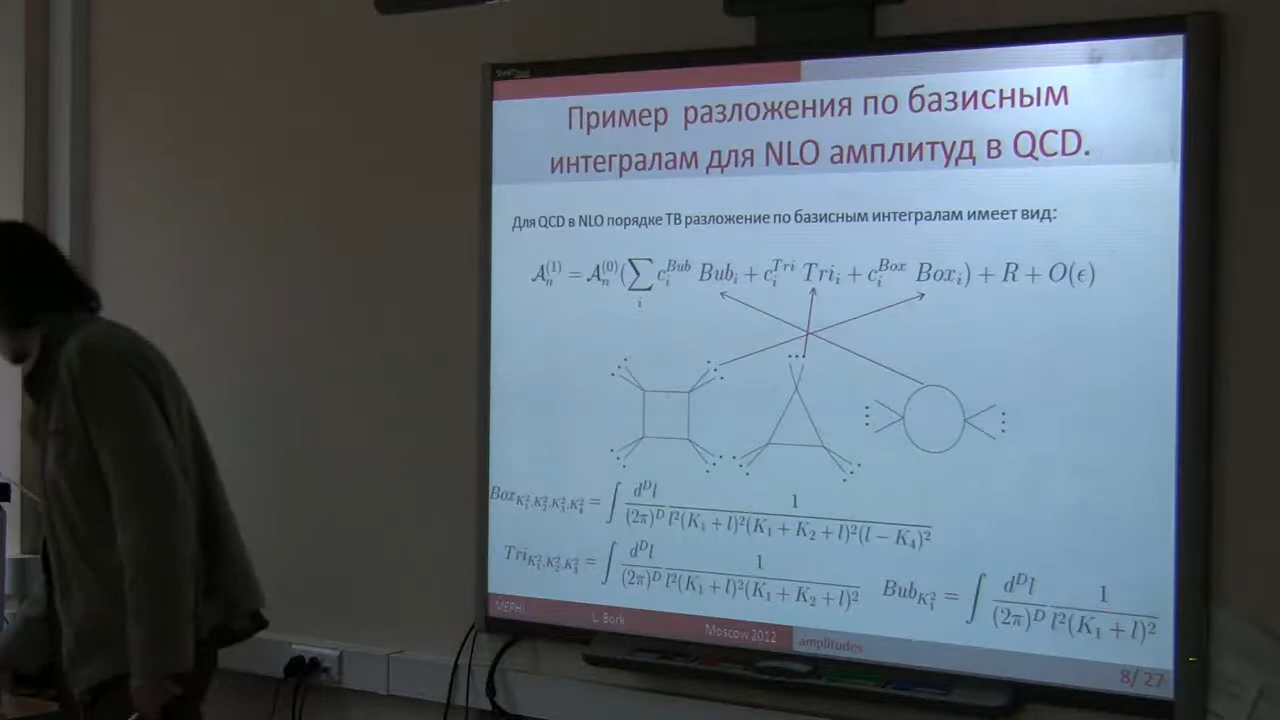 Пример разложения по базисным
интегралам для NLO амплитуд в QCD.
Для QCD в NLO порядке ТВ разложение по базисным интегралам имеет вид:
$\mathcal{A}_n^{(1)} = \mathcal{A}_n^{(0)}(\sum_i c_i^{Bub} Bub_i + c_i^{Tri} Tri_i + c_i^{Box} Box_i) + R + O(\epsilon)$
$Box_{K_1^2,K_2^2,K_3^2,K_4^2} = \int \frac{d^D l}{(2\pi)^D} \frac{1}{l^2(K_1+l)^2(K_1+K_2+l)^2(l-K_4)^2}$
$Tri_{K_1^2,K_2^2,K_3^2} = \int \frac{d^D l}{(2\pi)^D} \frac{1}{l^2(K_1+l)^2(K_1+K_2+l)^2}$
$Bub_{K_1^2} = \int \frac{d^D l}{(2\pi)^D} \frac{1}{l^2(K_1+l)^2}$
MEPHI L. Bork Moscow 2012 amplitudes
8/ 27